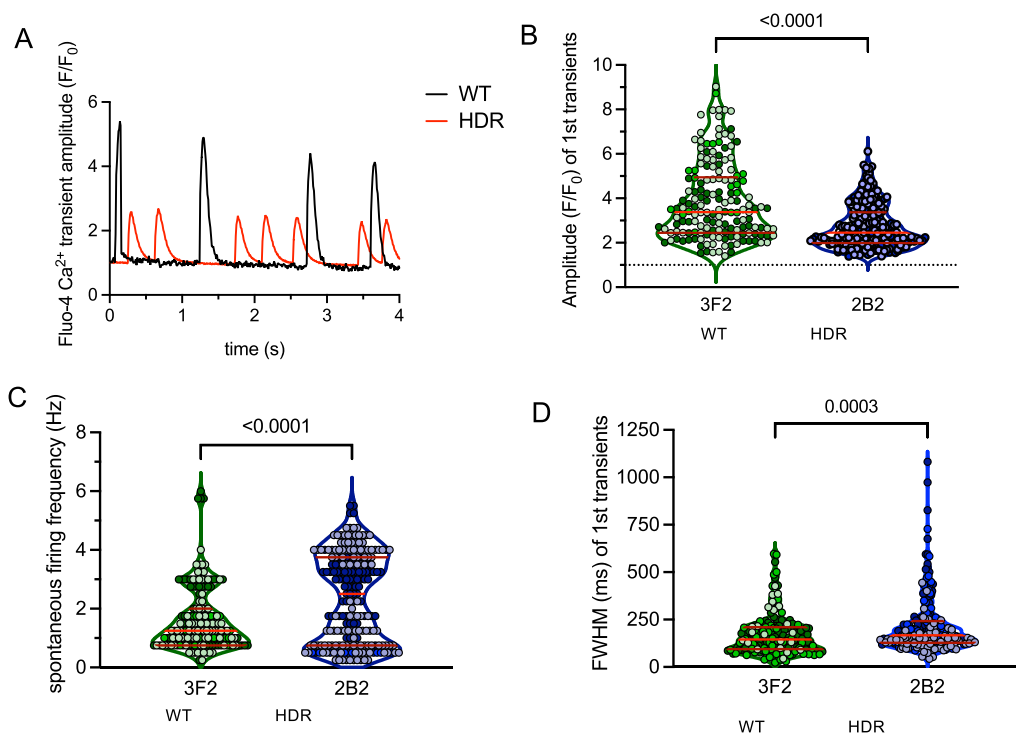 A
Fluo-4 Ca²⁺ transient amplitude (F/F₀)
6
4
2
0
0 1 2 3 4
time (s)
WT
HDR
B
<0.0001
Amplitude (F/F₀) of 1st transients
10
8
6
4
2
0
3F2 2B2
WT HDR
C
<0.0001
spontaneous firing frequency (Hz)
8
6
4
2
0
3F2 2B2
WT HDR
D
0.0003
FWHM (ms) of 1st transients
1250
1000
750
500
250
0
3F2 2B2
WT HDR